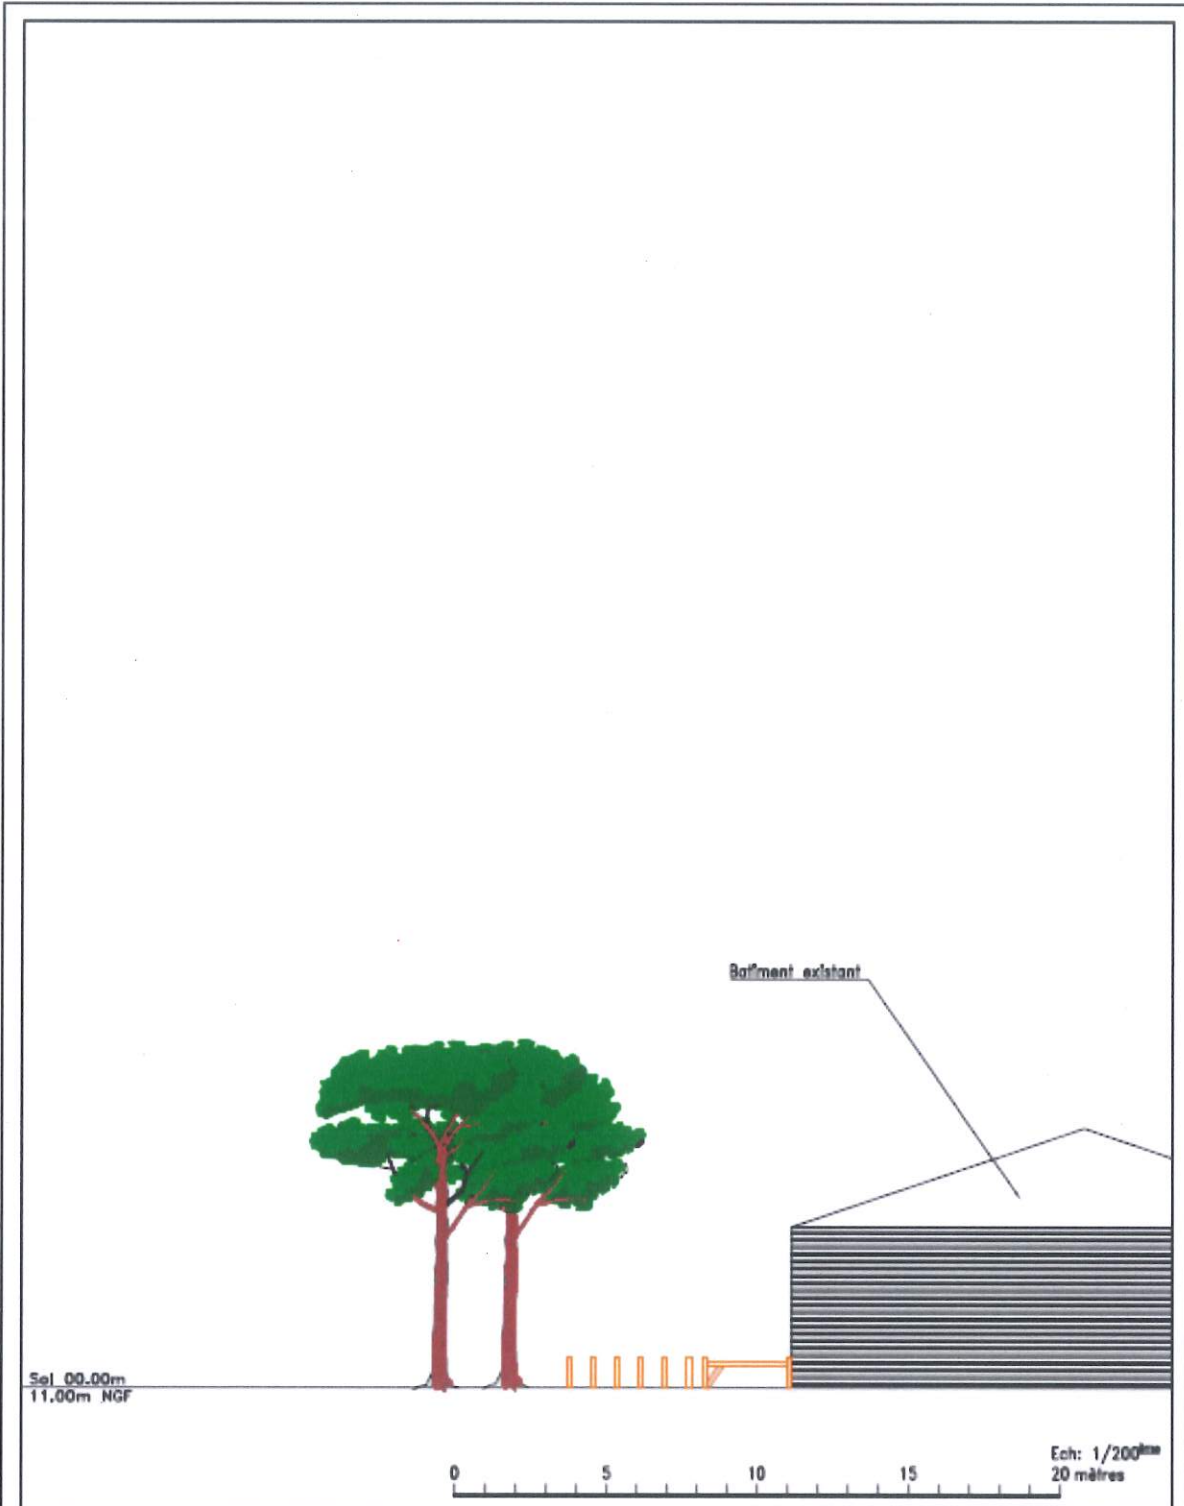 Batiment existant
Sol 00.00m
11.00m NGF
Ech: 1/200ème
0 5 10 15 20 mètres